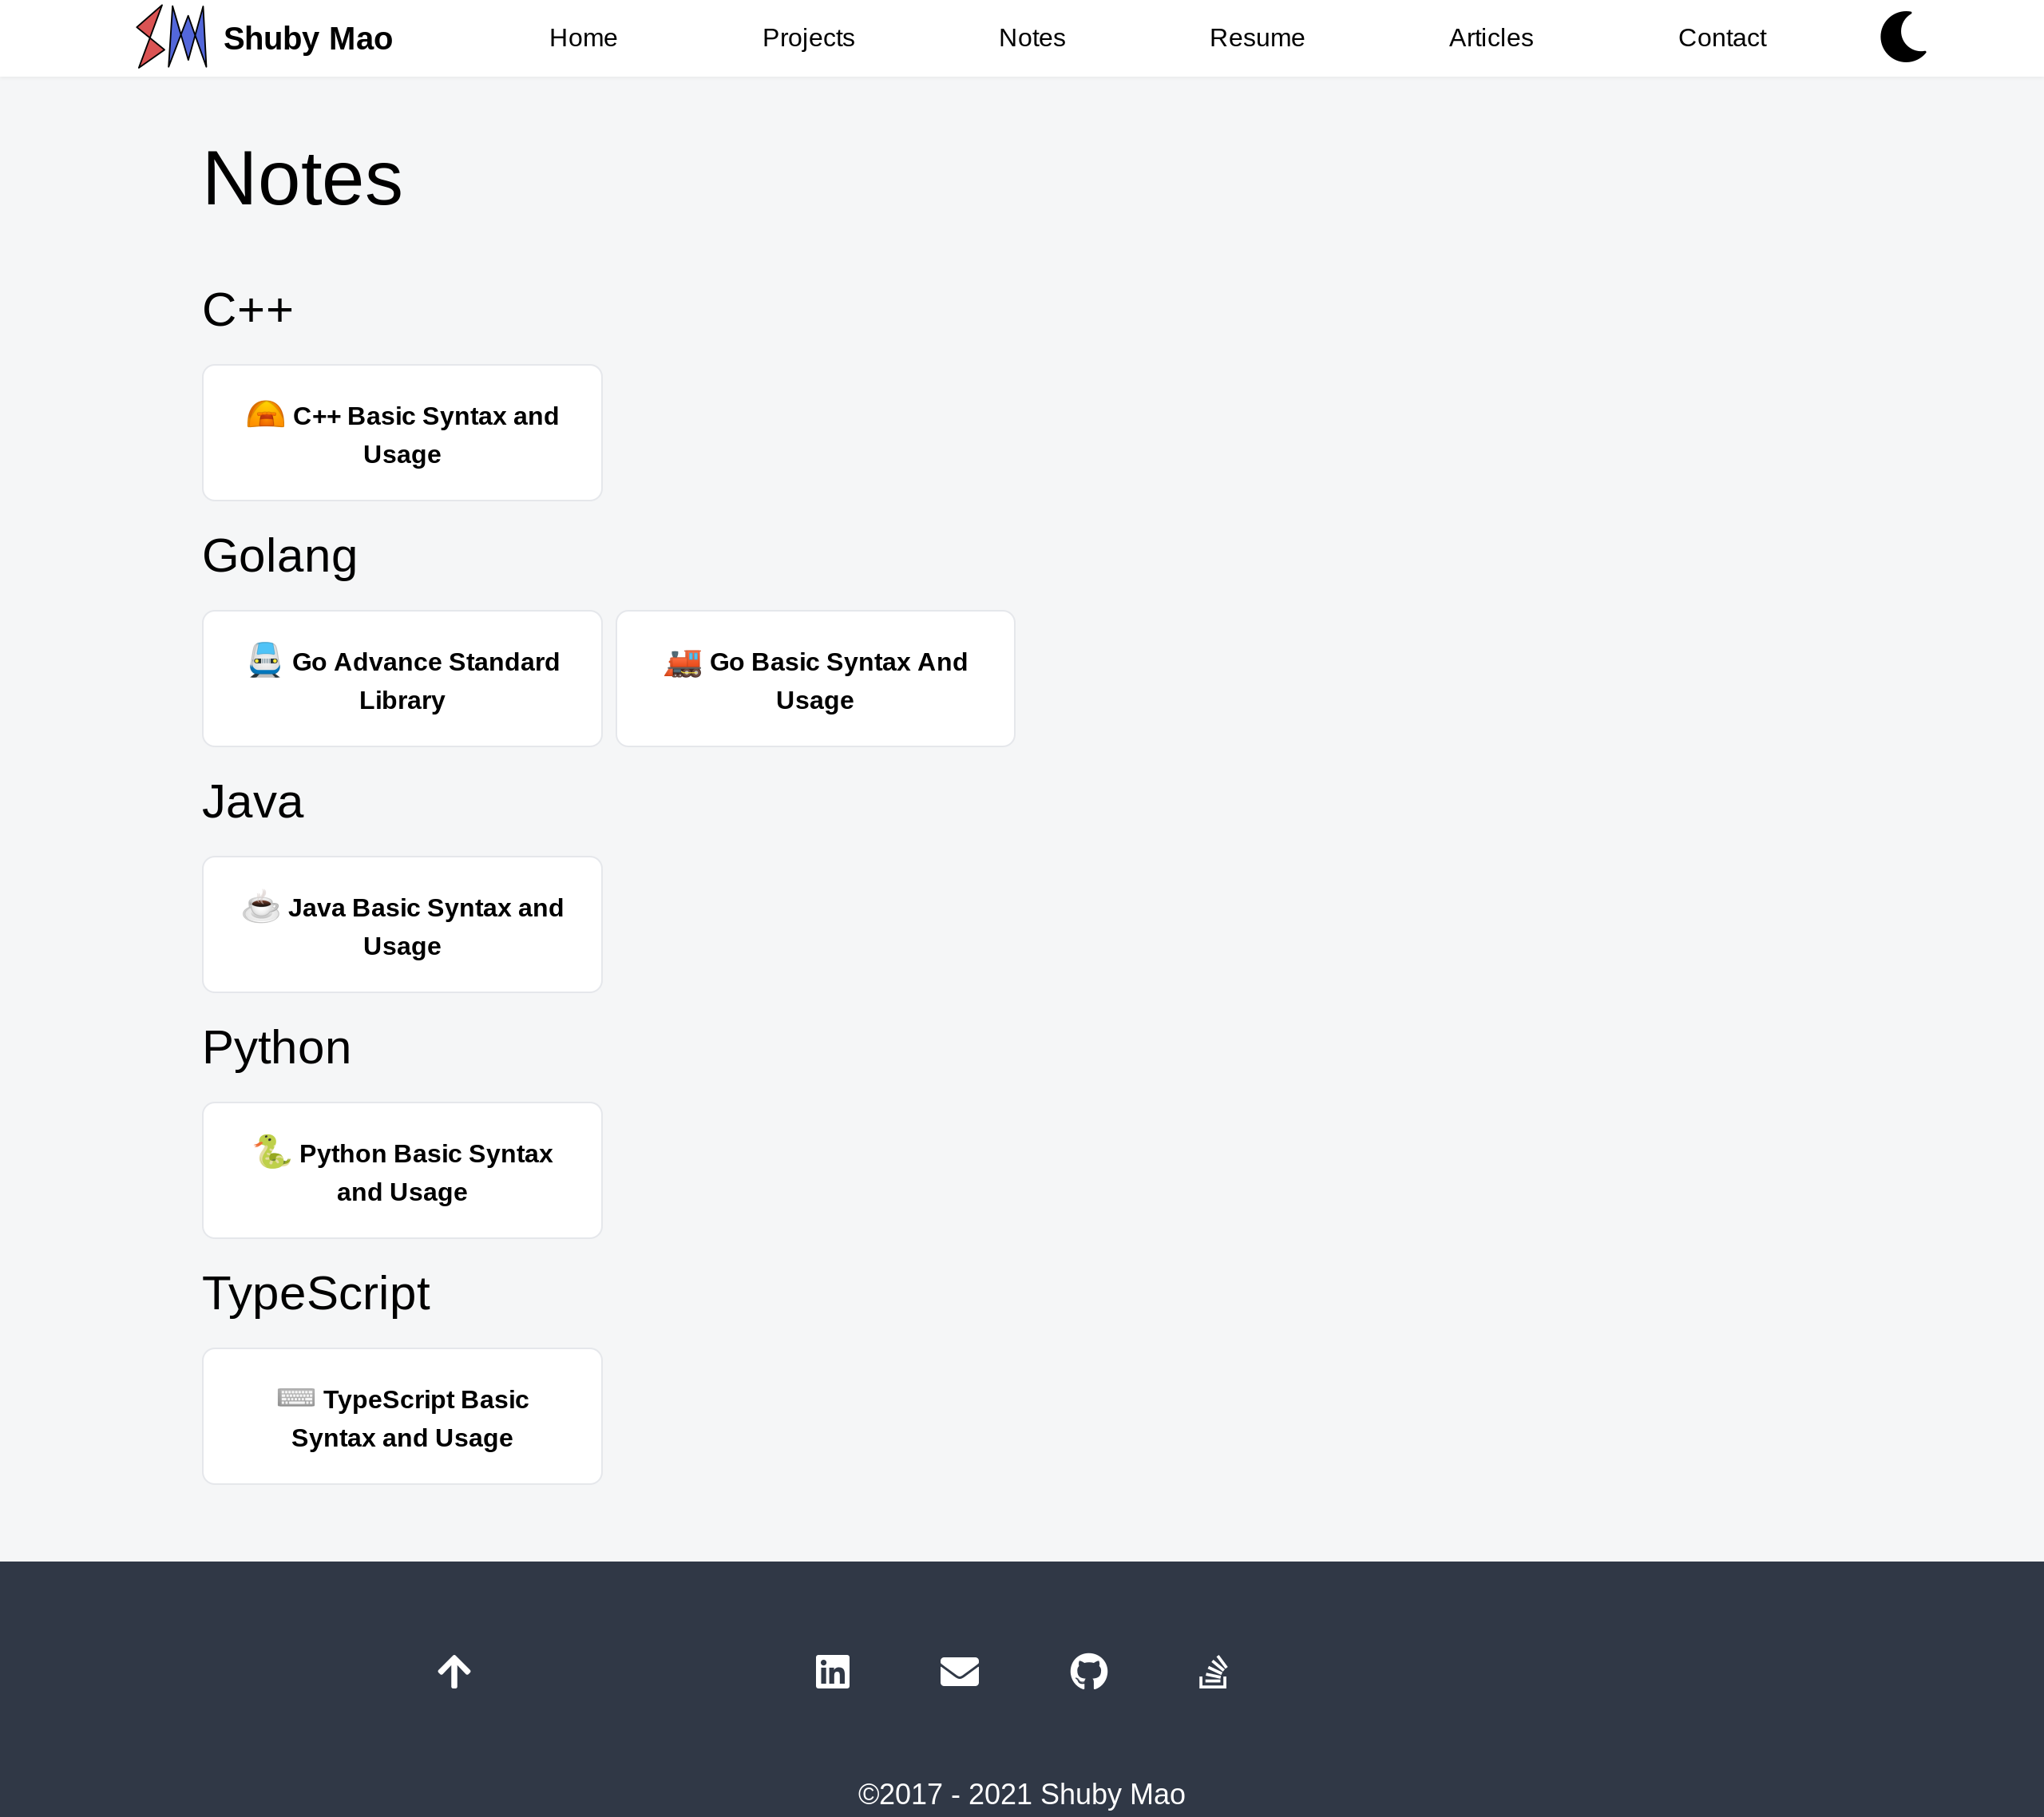 SM Shuby Mao Home Projects Notes Resume Articles Contact
Notes
C++
C++ Basic Syntax and
Usage
Golang
Go Advance Standard
Library
Go Basic Syntax And
Usage
Java
Java Basic Syntax and
Usage
Python
Python Basic Syntax
and Usage
TypeScript
TypeScript Basic
Syntax and Usage
©2017 - 2021 Shuby Mao